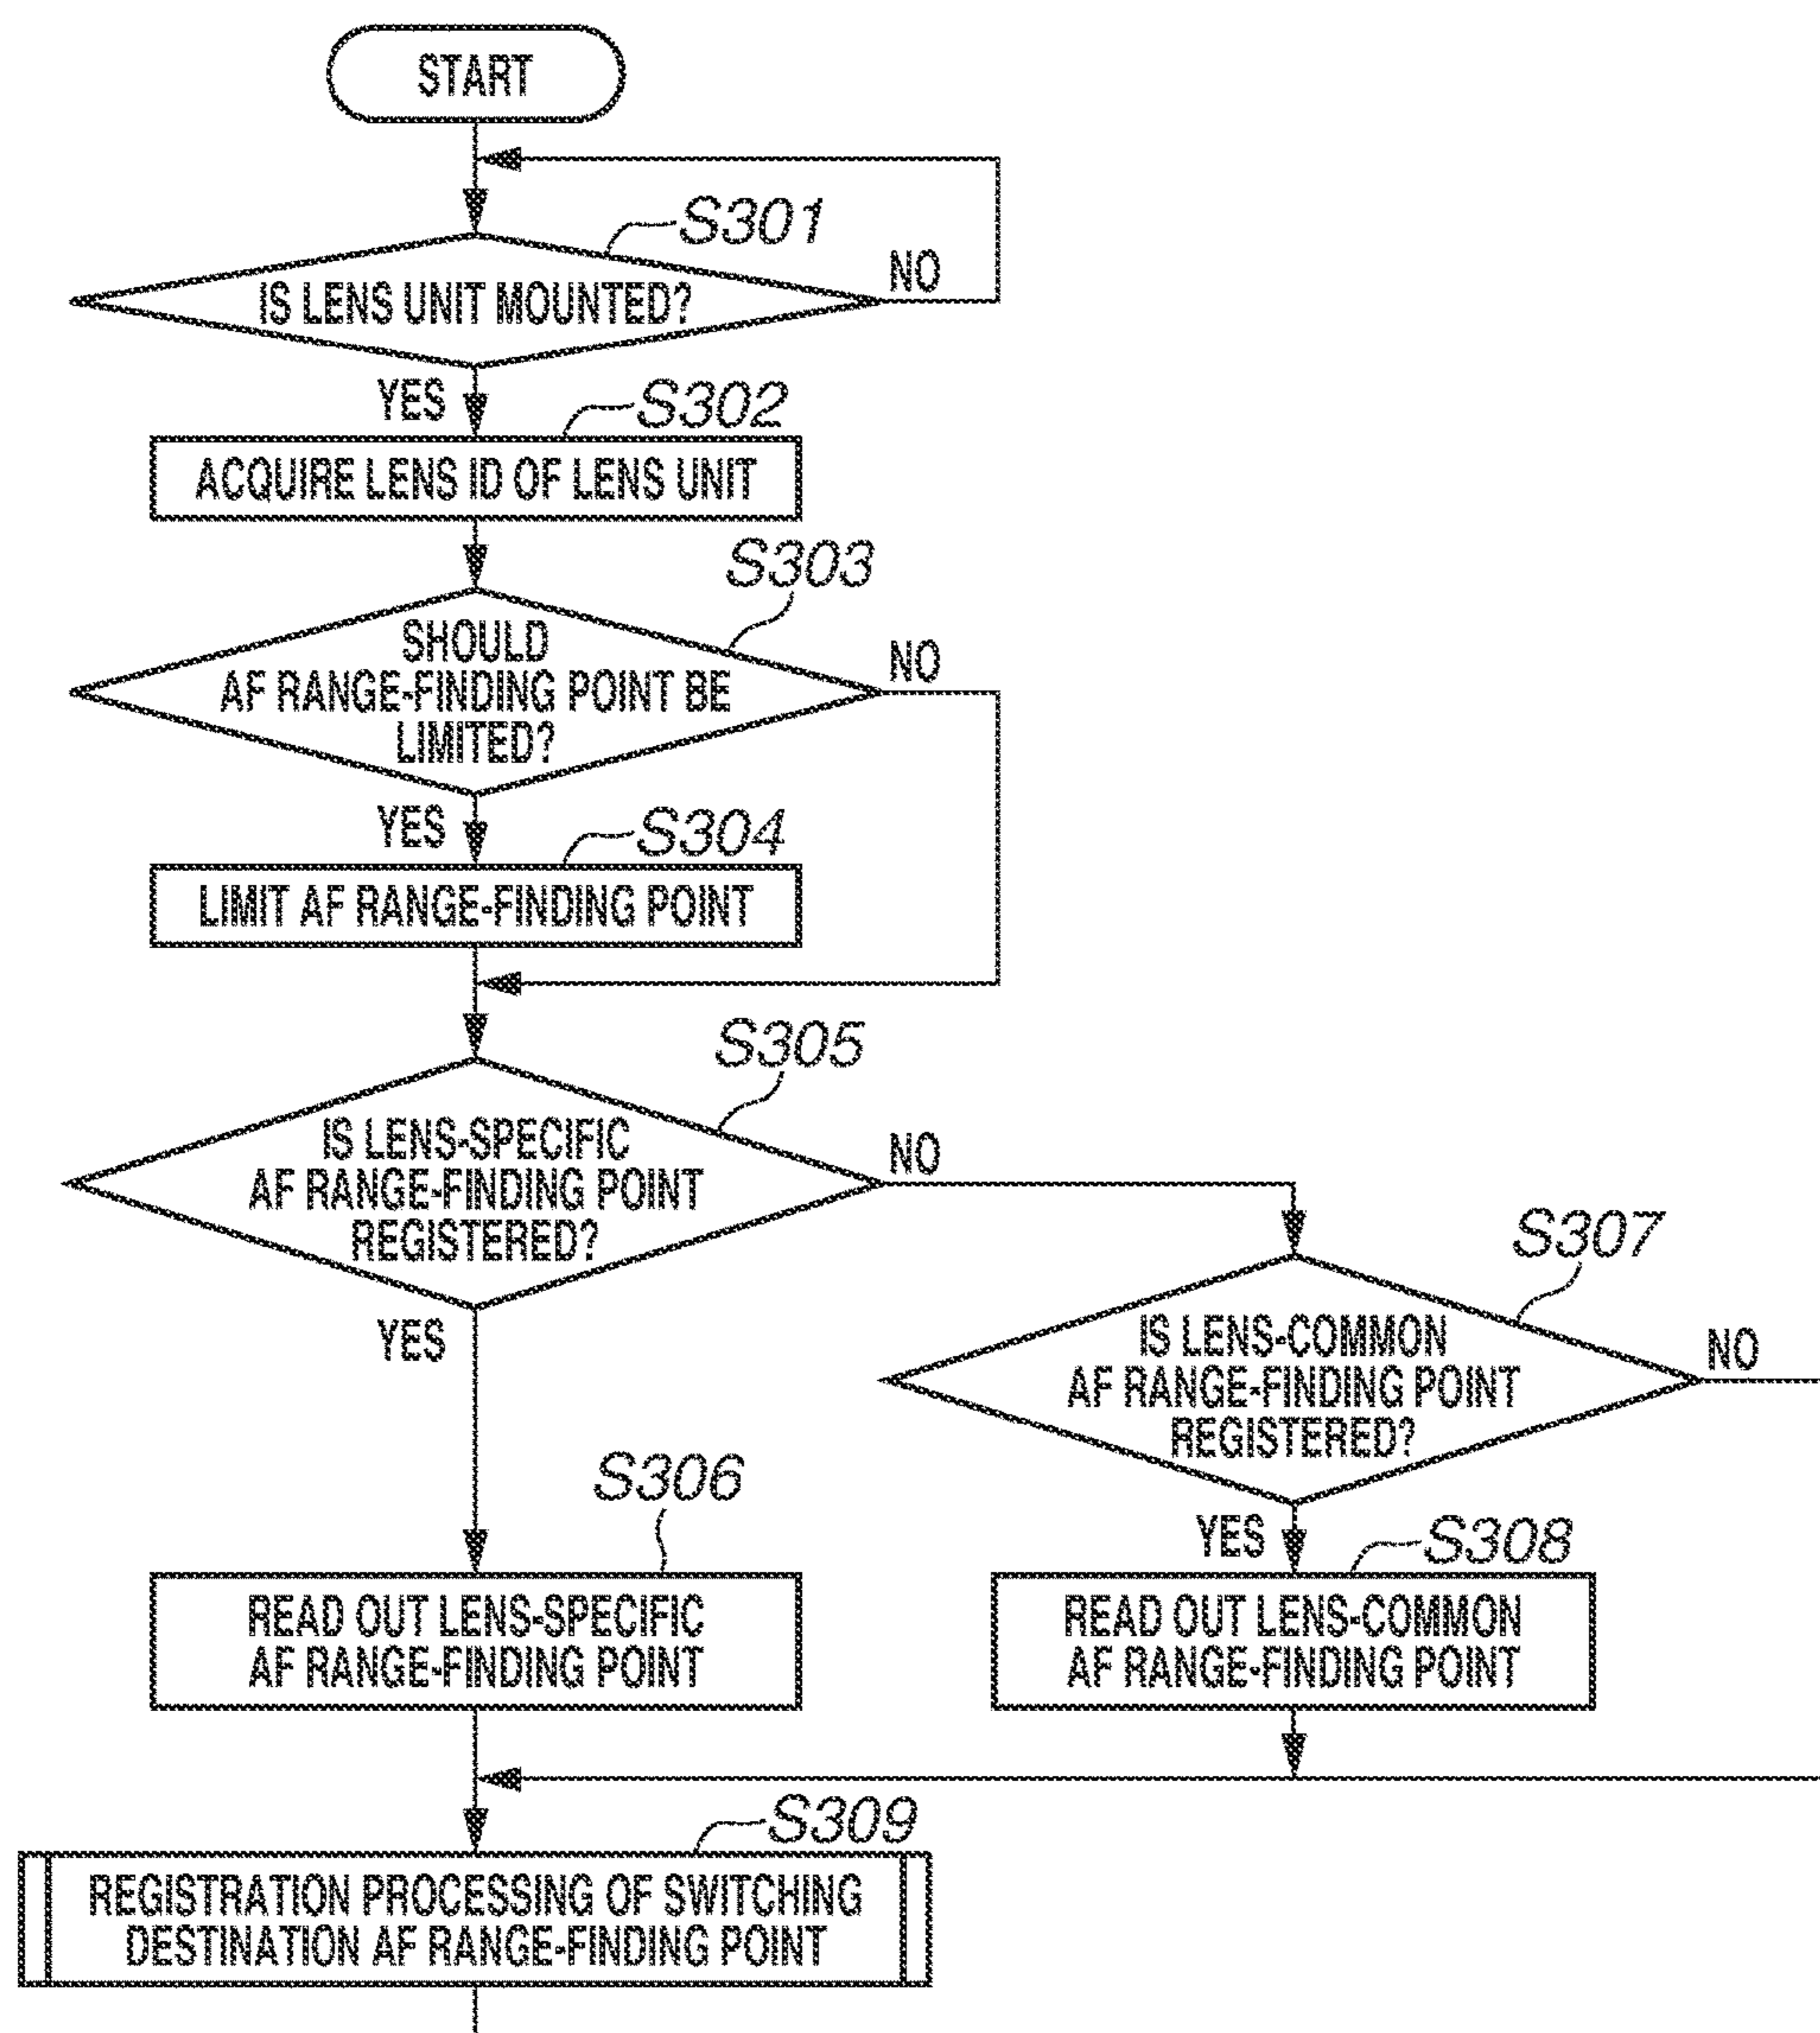 START
S301
IS LENS UNIT MOUNTED?
NO
YES
S302
ACQUIRE LENS ID OF LENS UNIT
S303
SHOULD
AF RANGE-FINDING POINT BE
LIMITED?
NO
YES
S304
LIMIT AF RANGE-FINDING POINT
S305
IS LENS-SPECIFIC
AF RANGE-FINDING POINT
REGISTERED?
NO
YES
S307
IS LENS-COMMON
AF RANGE-FINDING POINT
REGISTERED?
NO
YES
S306
READ OUT LENS-SPECIFIC
AF RANGE-FINDING POINT
S308
READ OUT LENS-COMMON
AF RANGE-FINDING POINT
S309
REGISTRATION PROCESSING OF SWITCHING
DESTINATION AF RANGE-FINDING POINT